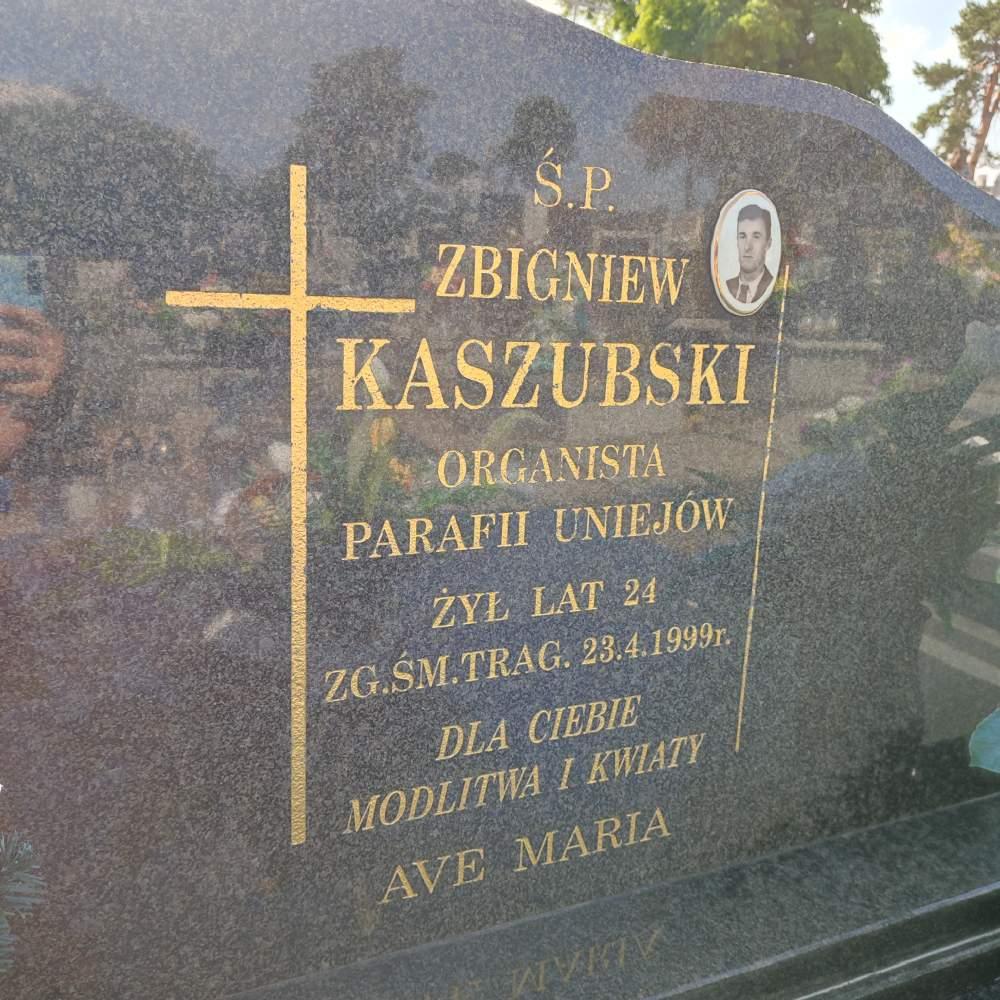 Ś.P.
ZBIGNIEW
KASZUBSKI
ORGANISTA
PARAFII UNIEJÓW
ŻYŁ LAT 24
ZG.ŚM.TRAG. 23.4.1999r.
DLA CIEBIE
MODLITWA I KWIATY
AVE MARIA